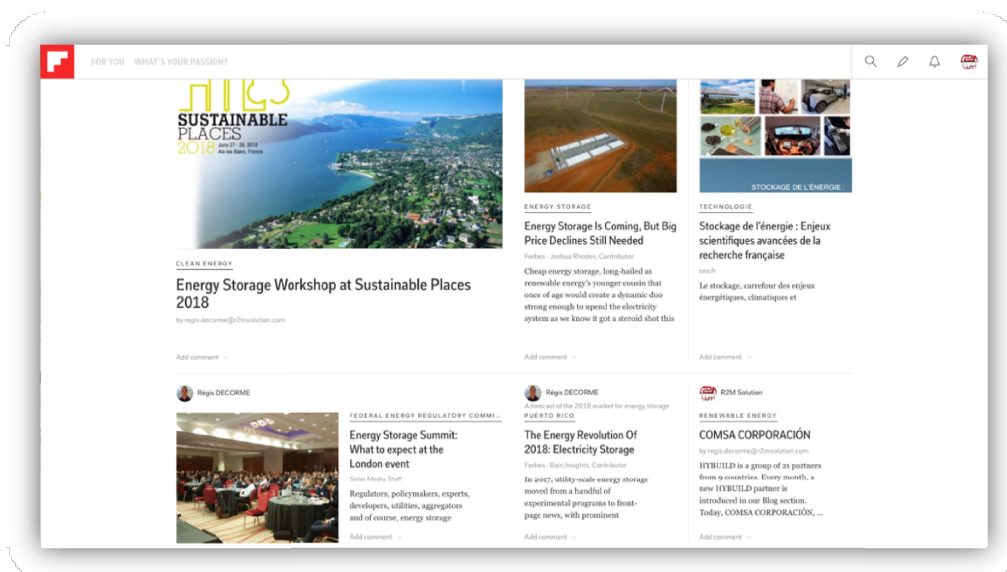 FOR YOU WHAT'S YOUR PASSION?
SUSTAINABLE
PLACES
2018 June 27 - 29, 2018
Aix-les Bains, France
CLEAN ENERGY
Energy Storage Workshop at Sustainable Places
2018
by regis.decorme@r2msolution.com
Add comment
ENERGY STORAGE
Energy Storage Is Coming, But Big
Price Declines Still Needed
Forbes - Joshua Rhodes, Contributor
Cheap energy storage, long-hailed as
renewable energy's younger cousin that
once of age would create a dynamic duo
strong enough to upend the electricity
system as we know it got a steroid shot this
Add comment
STOCKAGE DE L'ÉNERGIE :
TECHNOLOGIE
Stockage de l'énergie : Enjeux
scientifiques avancées de la
recherche française
cea.fr
Le stockage, carrefour des enjeux
énergétiques, climatiques et
Add comment
Régis DECORME
FEDERAL ENERGY REGULATORY COMMI...
Energy Storage Summit:
What to expect at the
London event
Solar Media Staff
Regulators, policymakers, experts,
developers, utilities, aggregators
and of course, energy storage
Add comment
Régis DECORME
A forecast of the 2018 market for energy storage
PUERTO RICO
The Energy Revolution Of
2018: Electricity Storage
Forbes - Bain Insights, Contributor
In 2017, utility-scale energy storage
moved from a handful of
experimental programs to front-
page news, with prominent
Add comment
R2M Solution
RENEWABLE ENERGY
COMSA CORPORACIÓN
by regis.decorme@r2msolution.com
HYBUILD is a group of 21 partners
from 9 countries. Every month, a
new HYBUILD partner is
introduced in our Blog section.
Today, COMSA CORPORACIÓN, ...
Add comment